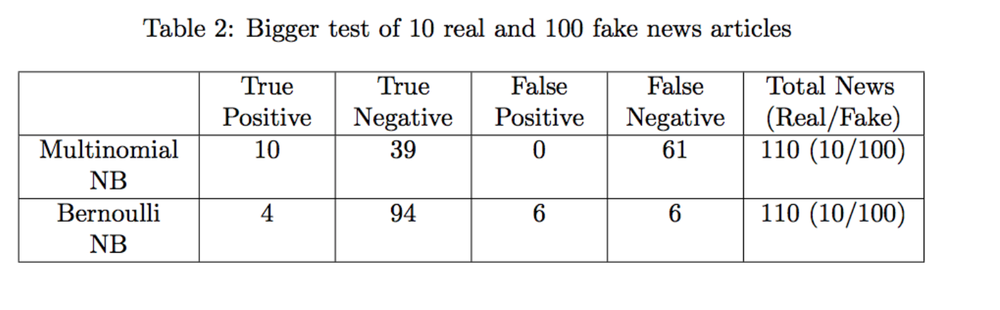 Table 2: Bigger test of 10 real and 100 fake news articles
True Positive | True Negative | False Positive | False Negative | Total News (Real/Fake)
Multinomial NB | 10 | 39 | 0 | 61 | 110 (10/100)
Bernoulli NB | 4 | 94 | 6 | 6 | 110 (10/100)